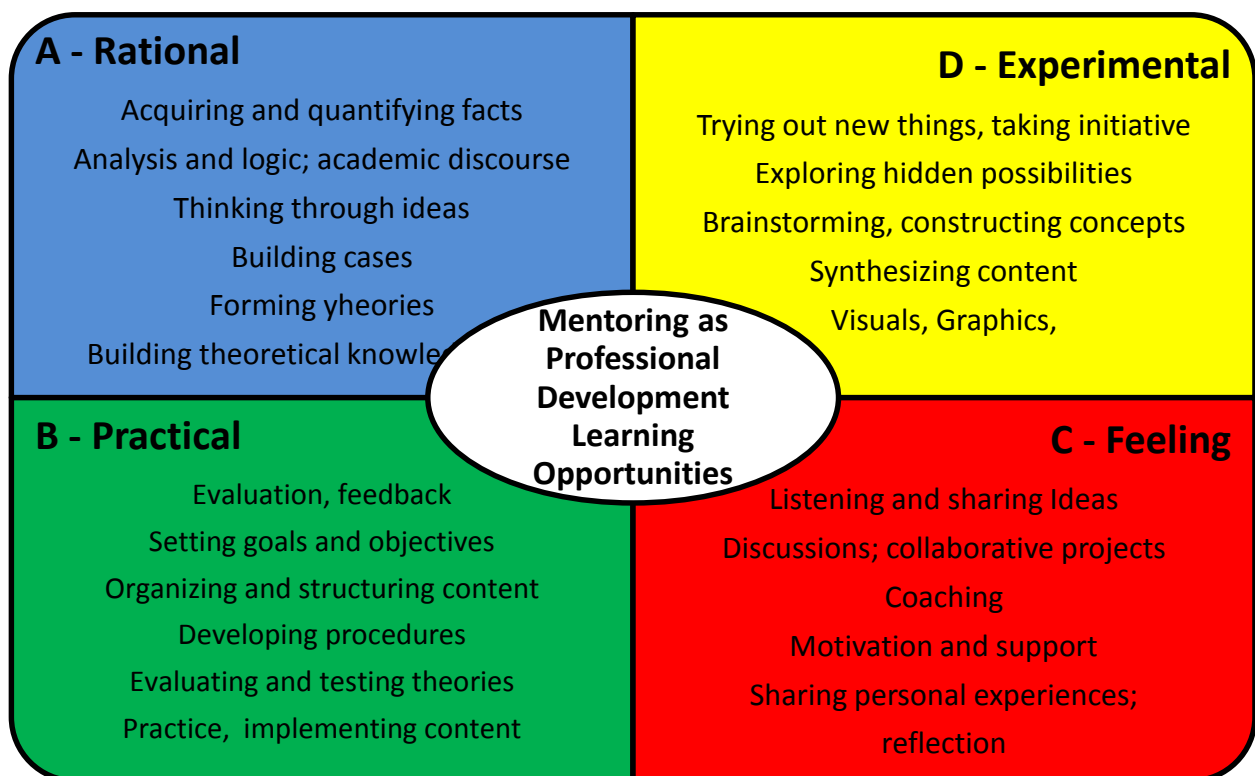 A - Rational
Acquiring and quantifying facts
Analysis and logic; academic discourse
Thinking through ideas
Building cases
Forming yheories
Building theoretical
D - Experimental
Trying out new things, taking initiative
Exploring hidden possibilities
Brainstorming, constructing concepts
Synthesizing content
Visuals, Graphics,
Mentoring as
Professional
Development
Learning
Opportunities
B - Practical
Evaluation, feedback
Setting goals and objectives
Organizing and structuring content
Developing procedures
Evaluating and testing theories
Practice, implementing content
C - Feeling
Listening and sharing Ideas
Discussions; collaborative projects
Coaching
Motivation and support
Sharing personal experiences;
reflection